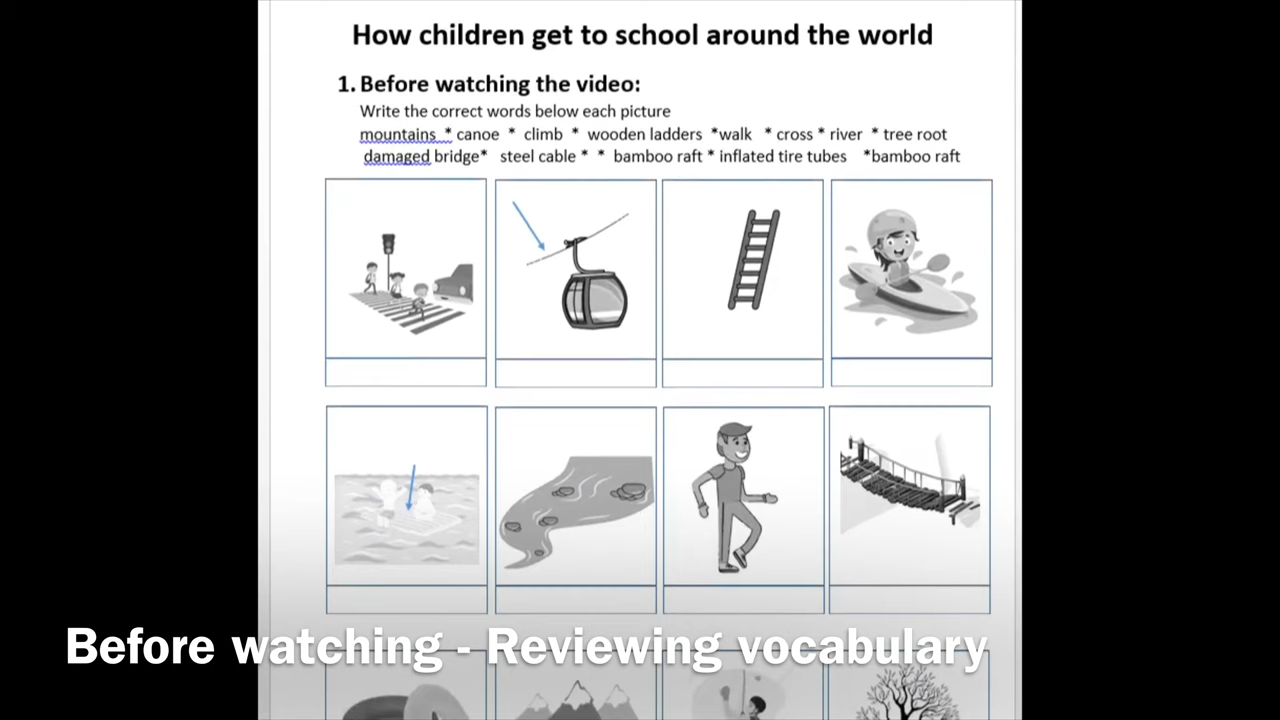 How children get to school around the world
1. Before watching the video:
Write the correct words below each picture
mountains * canoe * climb * wooden ladders *walk * cross * river * tree root
damaged bridge* steel cable * * bamboo raft * inflated tire tubes *bamboo raft
Before watching - Reviewing vocabulary